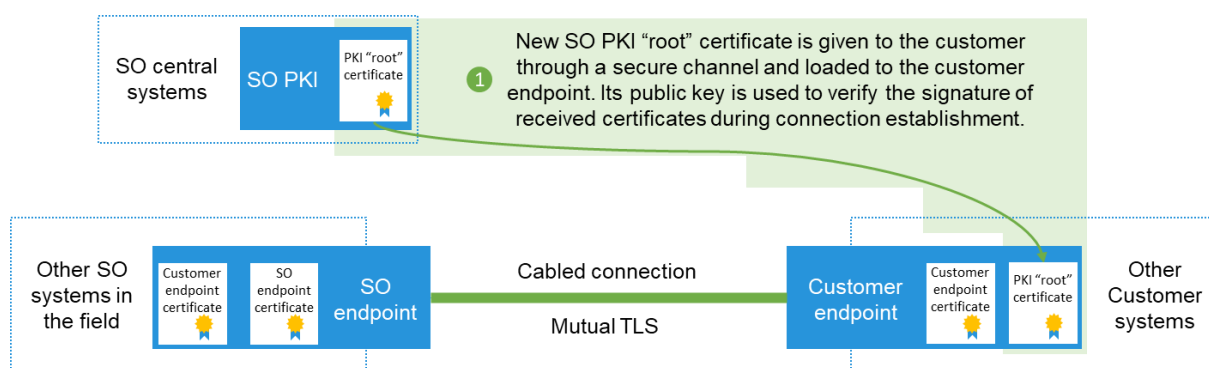 SO central
systems
SO PKI
PKI “root”
certificate
1
New SO PKI “root” certificate is given to the customer
through a secure channel and loaded to the customer
endpoint. Its public key is used to verify the signature of
received certificates during connection establishment.
Other SO
systems in
the field
Customer
endpoint
certificate
SO
endpoint
certificate
SO
endpoint
Cabled connection
Mutual TLS
Customer
endpoint
Customer
endpoint
certificate
PKI “root”
certificate
Other
Customer
systems